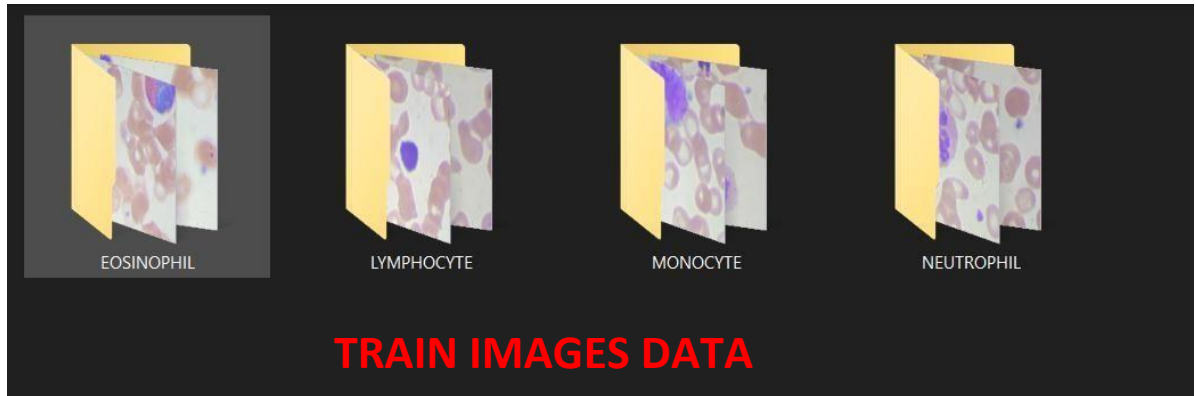 EOSINOPHIL LYMPHOCYTE MONOCYTE NEUTROPHIL
TRAIN IMAGES DATA